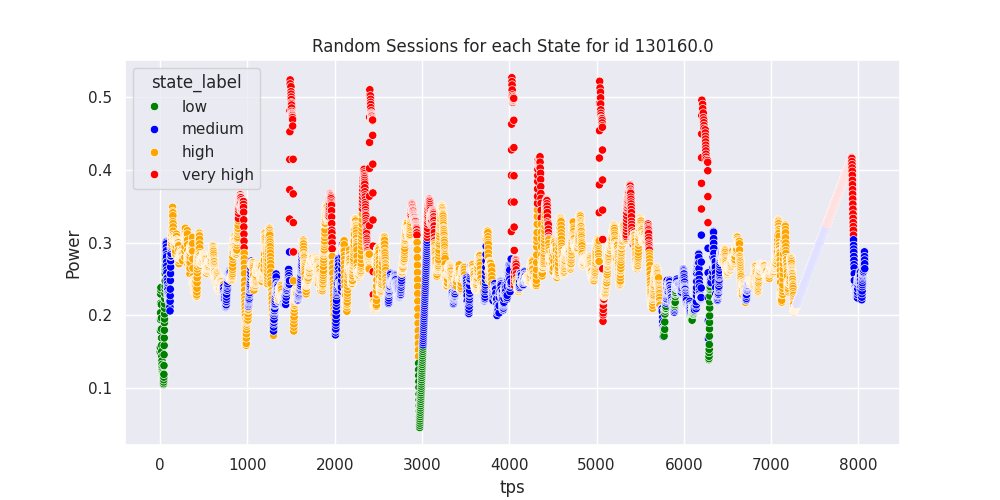 Random Sessions for each State for id 130160.0
state_label
low
medium
high
very high
Power
0.5
0.4
0.3
0.2
0.1
0 1000 2000 3000 4000 5000 6000 7000 8000
tps